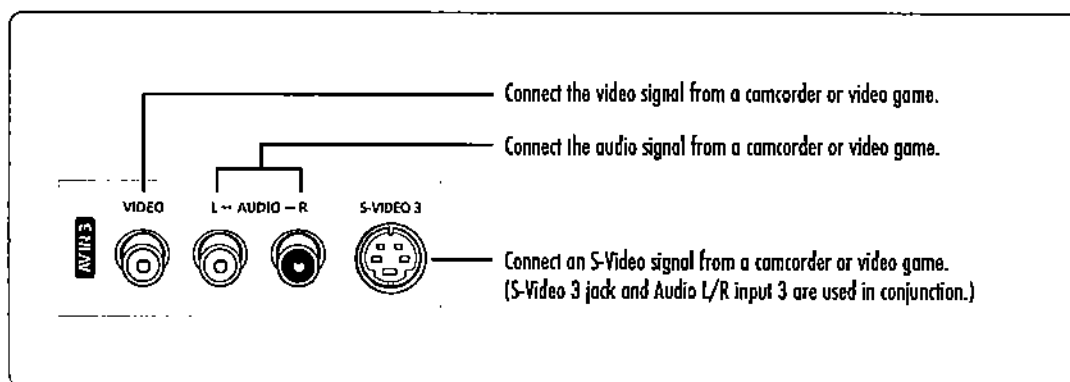 Connect the video signal from a camcorder or video game.
Connect the audio signal from a camcorder or video game.
VIDEO L – AUDIO – R S-VIDEO 3
AV IN 3
Connect an S-Video signal from a camcorder or video game.
(S-Video 3 jack and Audio L/R input 3 are used in conjunction.)